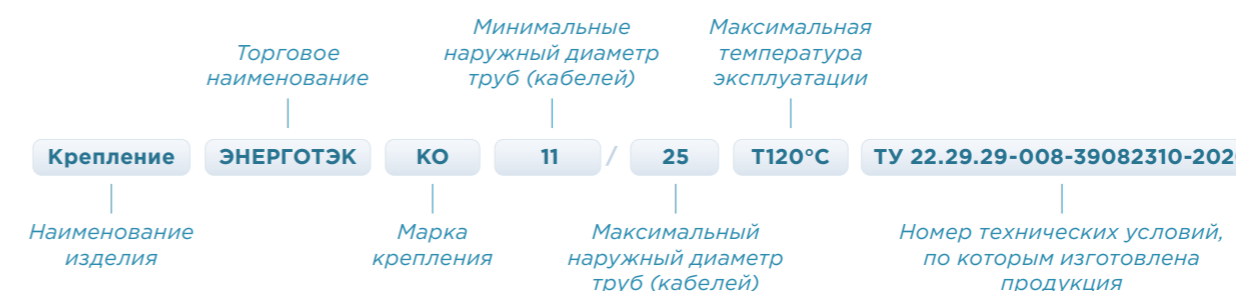 Торговое
наименование
Минимальные
наружный диаметр
труб (кабелей)
Максимальная
температура
эксплуатации
Крепление ЭНЕРГОТЭК КО 11 / 25 Т120°С ТУ 22.29.29-008-39082310-202
Наименование
изделия
Марка
крепления
Максимальный
наружный диаметр
труб (кабелей)
Номер технических условий,
по которым изготовлена
продукция